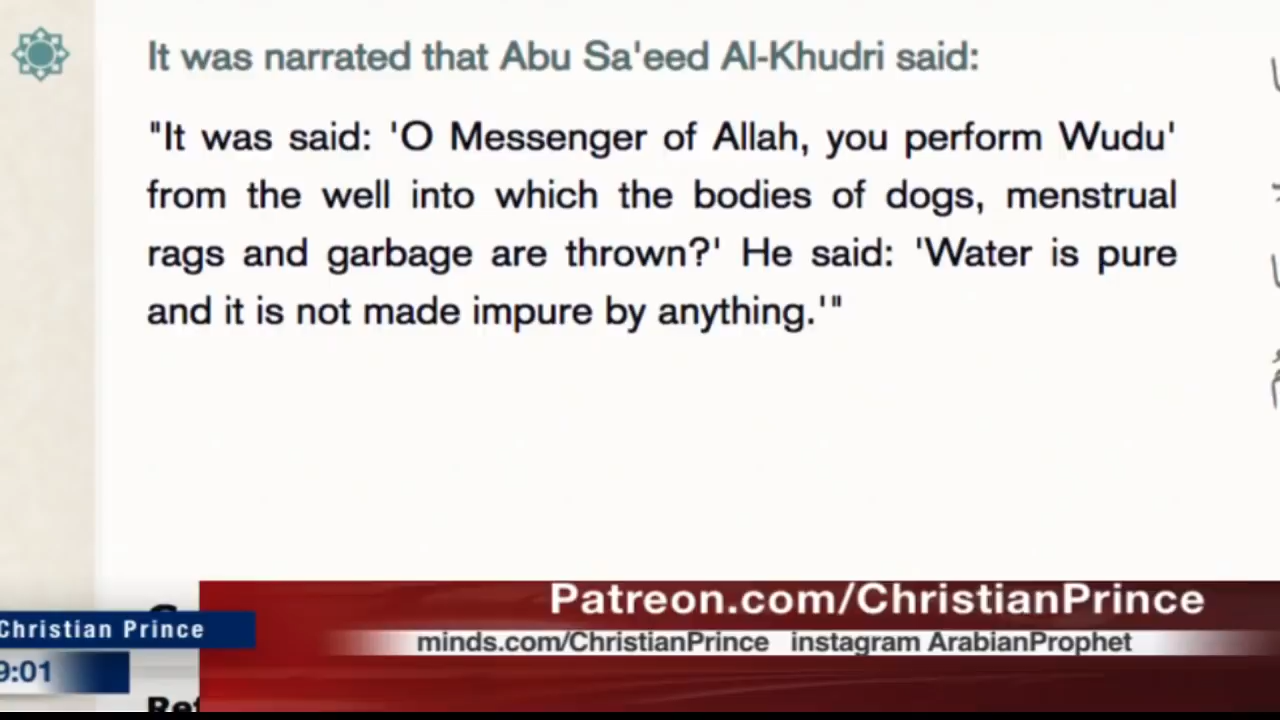 It was narrated that Abu Sa'eed Al-Khudri said:
"It was said: 'O Messenger of Allah, you perform Wudu'
from the well into which the bodies of dogs, menstrual
rags and garbage are thrown?' He said: 'Water is pure
and it is not made impure by anything.'"
Patreon.com/ChristianPrince
Christian Prince
minds.com/ChristianPrince instagram ArabianProphet
9:01